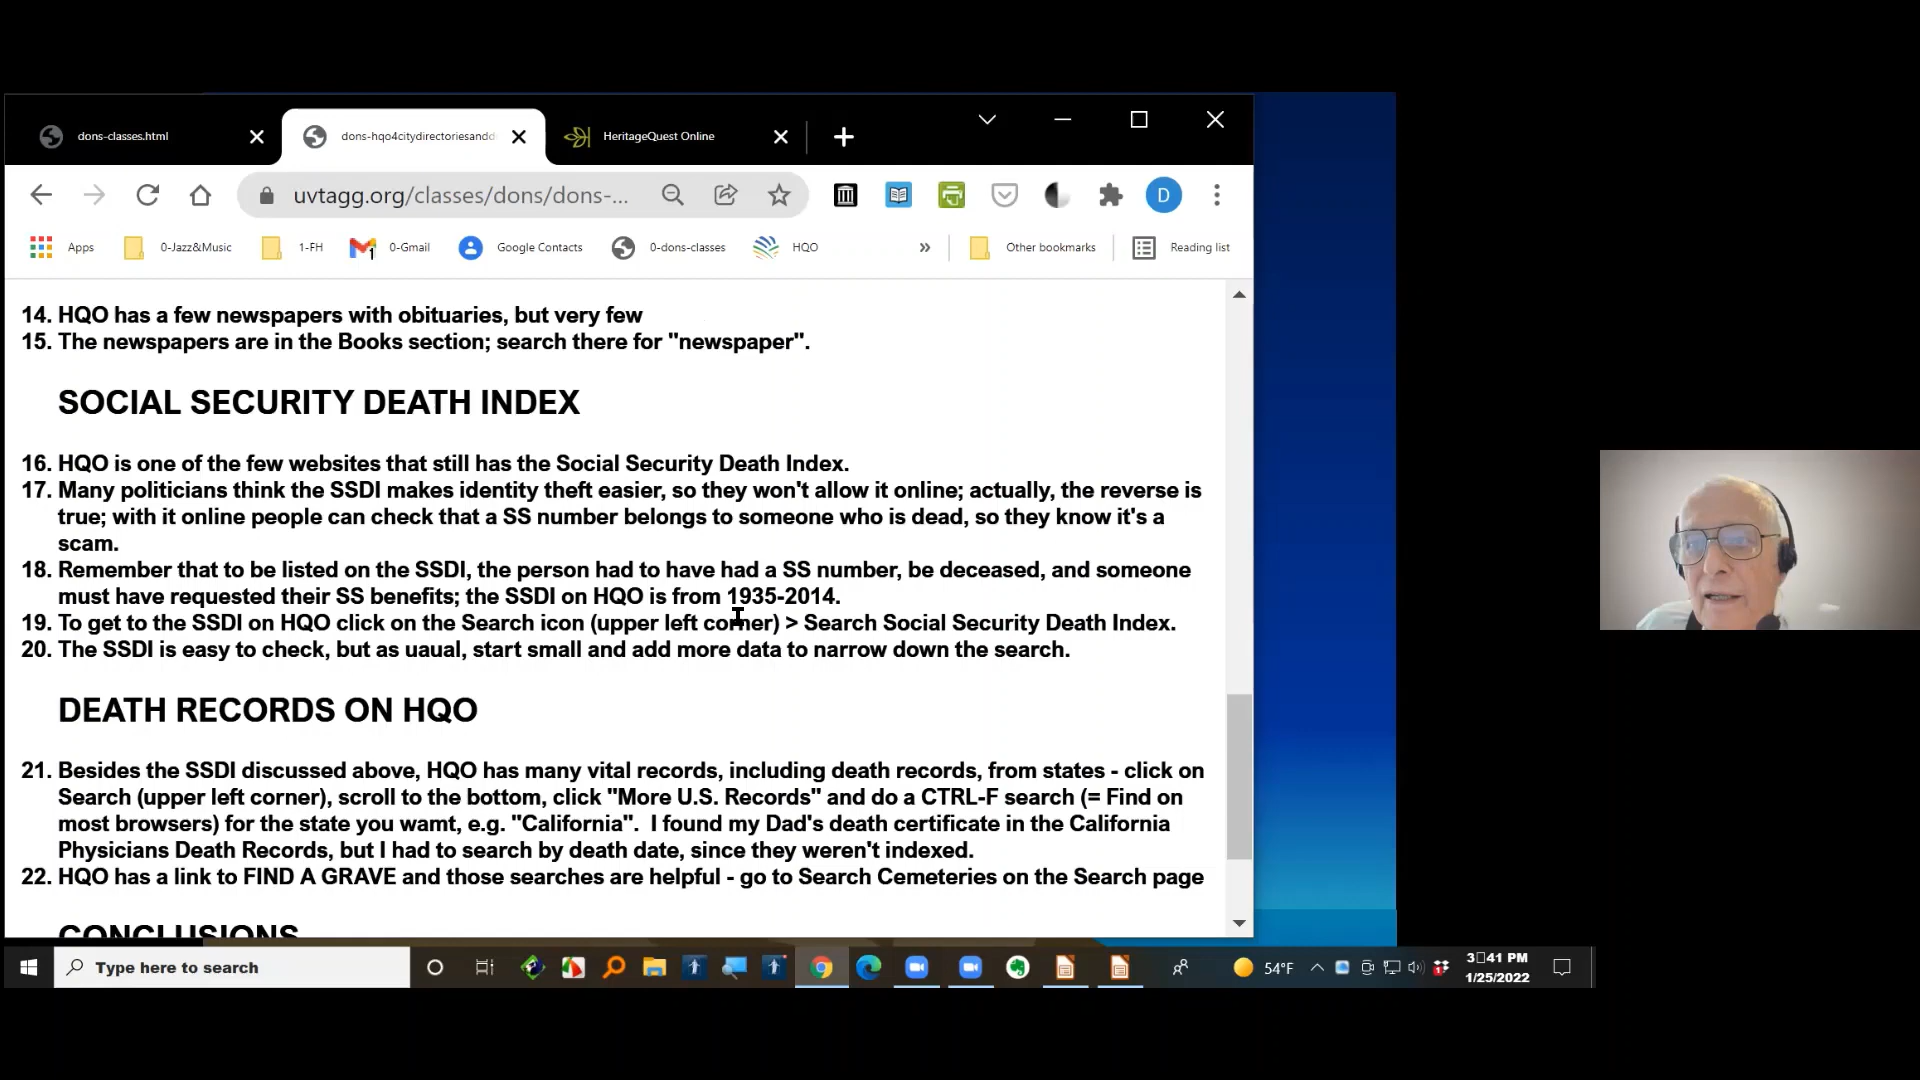 dons-classes.html
dons-hqo4citydirectoriesandd
HeritageQuest Online
uvtagg.org/classes/dons/dons-...
D
Apps
0-Jazz&Music
1-FH
1
0-Gmail
Google Contacts
0-dons-classes
HQO
»
Other bookmarks
Reading list
14. HQO has a few newspapers with obituaries, but very few
15. The newspapers are in the Books section; search there for "newspaper".
SOCIAL SECURITY DEATH INDEX
16. HQO is one of the few websites that still has the Social Security Death Index.
17. Many politicians think the SSDI makes identity theft easier, so they won't allow it online; actually, the reverse is
true; with it online people can check that a SS number belongs to someone who is dead, so they know it's a
scam.
18. Remember that to be listed on the SSDI, the person had to have had a SS number, be deceased, and someone
must have requested their SS benefits; the SSDI on HQO is from 1935-2014.
19. To get to the SSDI on HQO click on the Search icon (upper left corner) > Search Social Security Death Index.
20. The SSDI is easy to check, but as uaual, start small and add more data to narrow down the search.
DEATH RECORDS ON HQO
21. Besides the SSDI discussed above, HQO has many vital records, including death records, from states - click on
Search (upper left corner), scroll to the bottom, click "More U.S. Records" and do a CTRL-F search (= Find on
most browsers) for the state you wamt, e.g. "California".  I found my Dad's death certificate in the California
Physicians Death Records, but I had to search by death date, since they weren't indexed.
22. HQO has a link to FIND A GRAVE and those searches are helpful - go to Search Cemeteries on the Search page
CONCLUSIONS
Type here to search
54°F
3:41 PM
1/25/2022